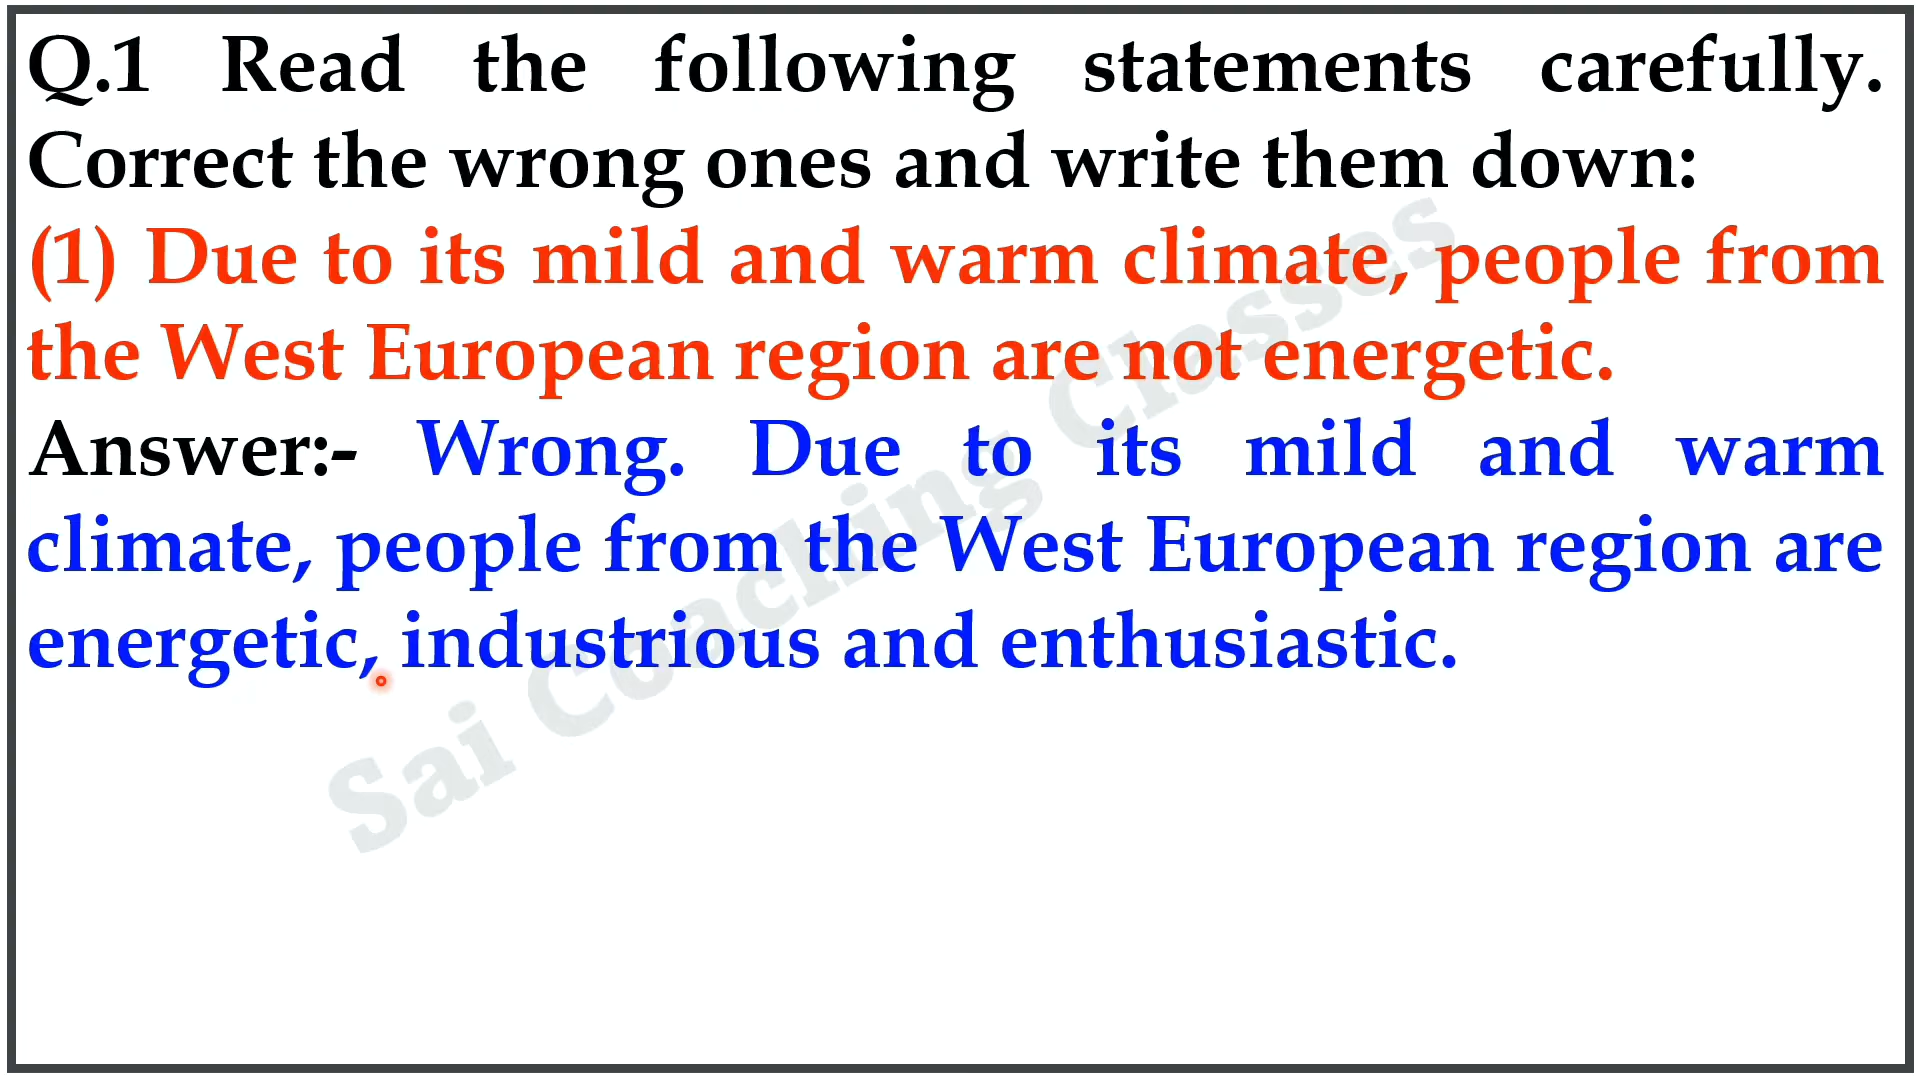 Q.1 Read the following statements carefully.
Correct the wrong ones and write them down:
(1) Due to its mild and warm climate, people from
the West European region are not energetic.
Answer:- Wrong. Due to its mild and warm
climate, people from the West European region are
energetic, industrious and enthusiastic.
Sai Coaching Classes